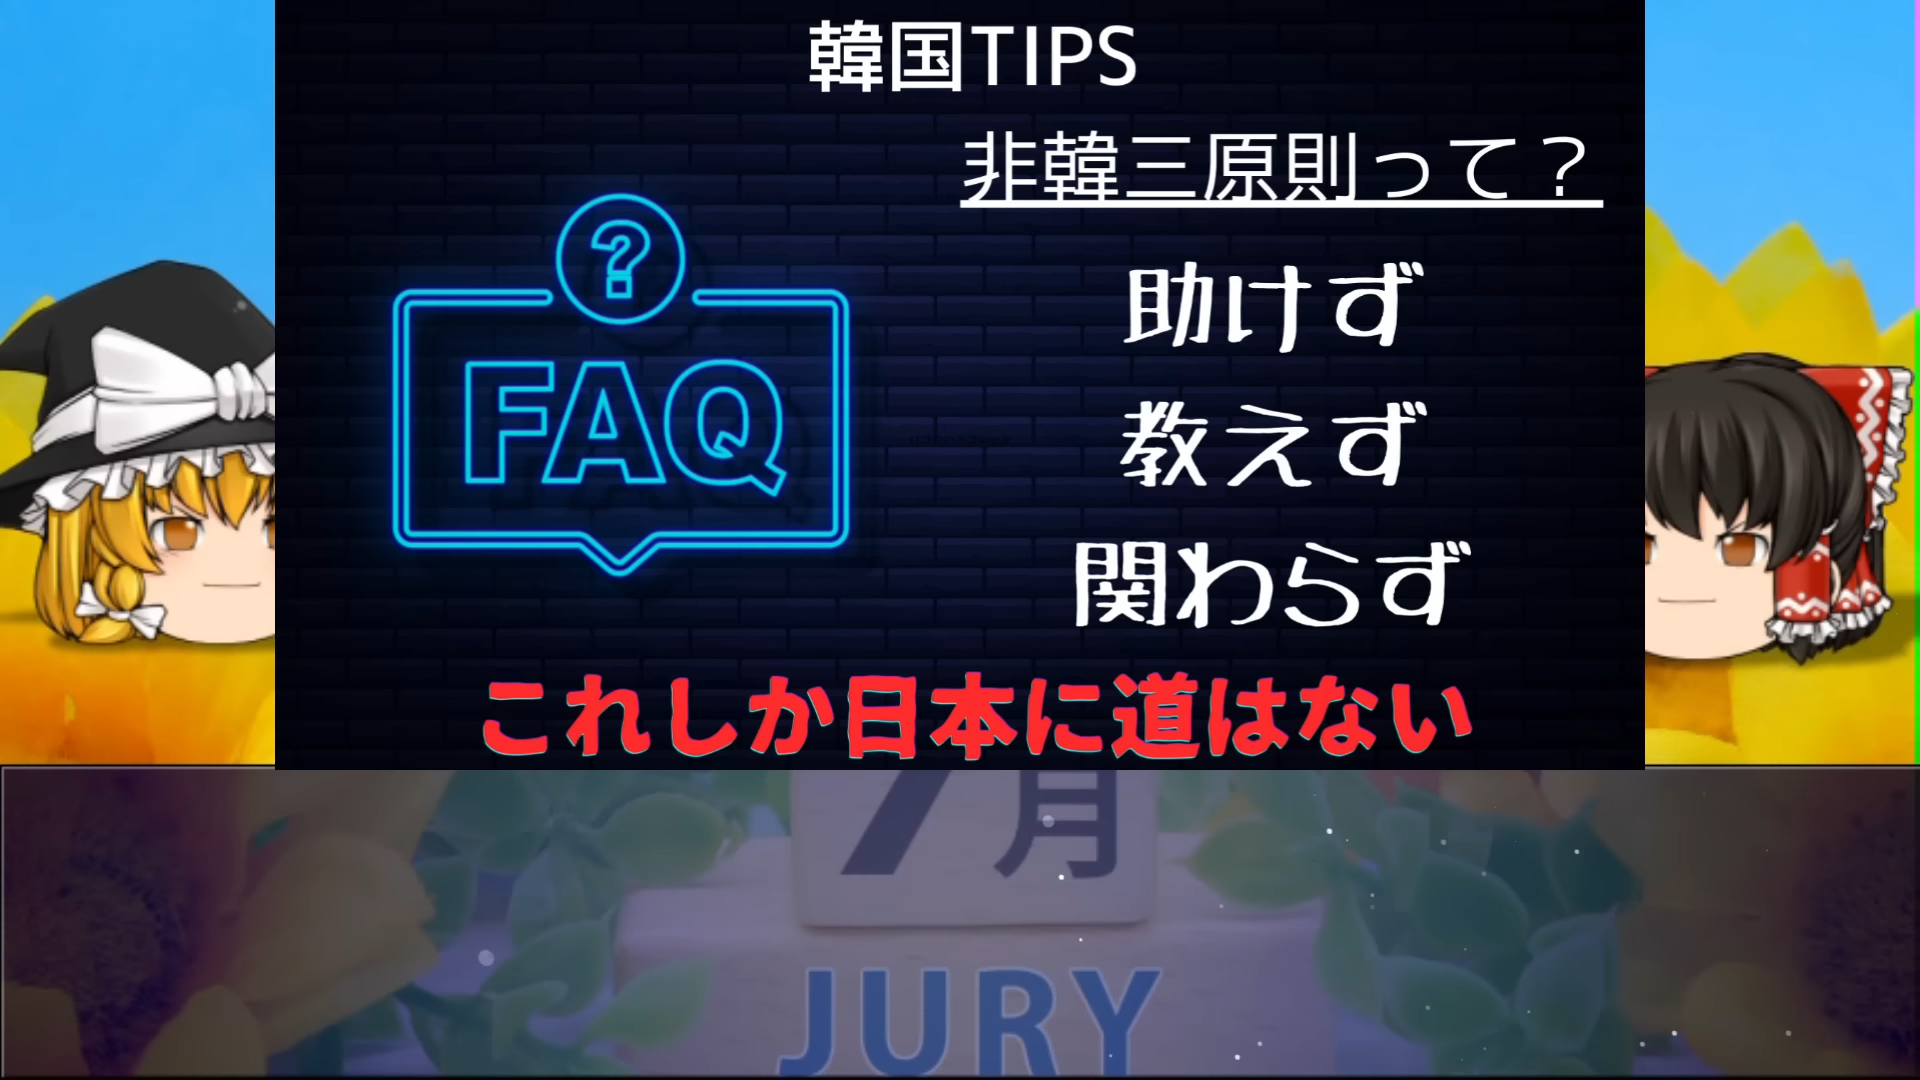 韓国TIPS
非韓三原則って？
?
FAQ
助けず
教えず
関わらず
これしか日本に道はない
7月
JURY